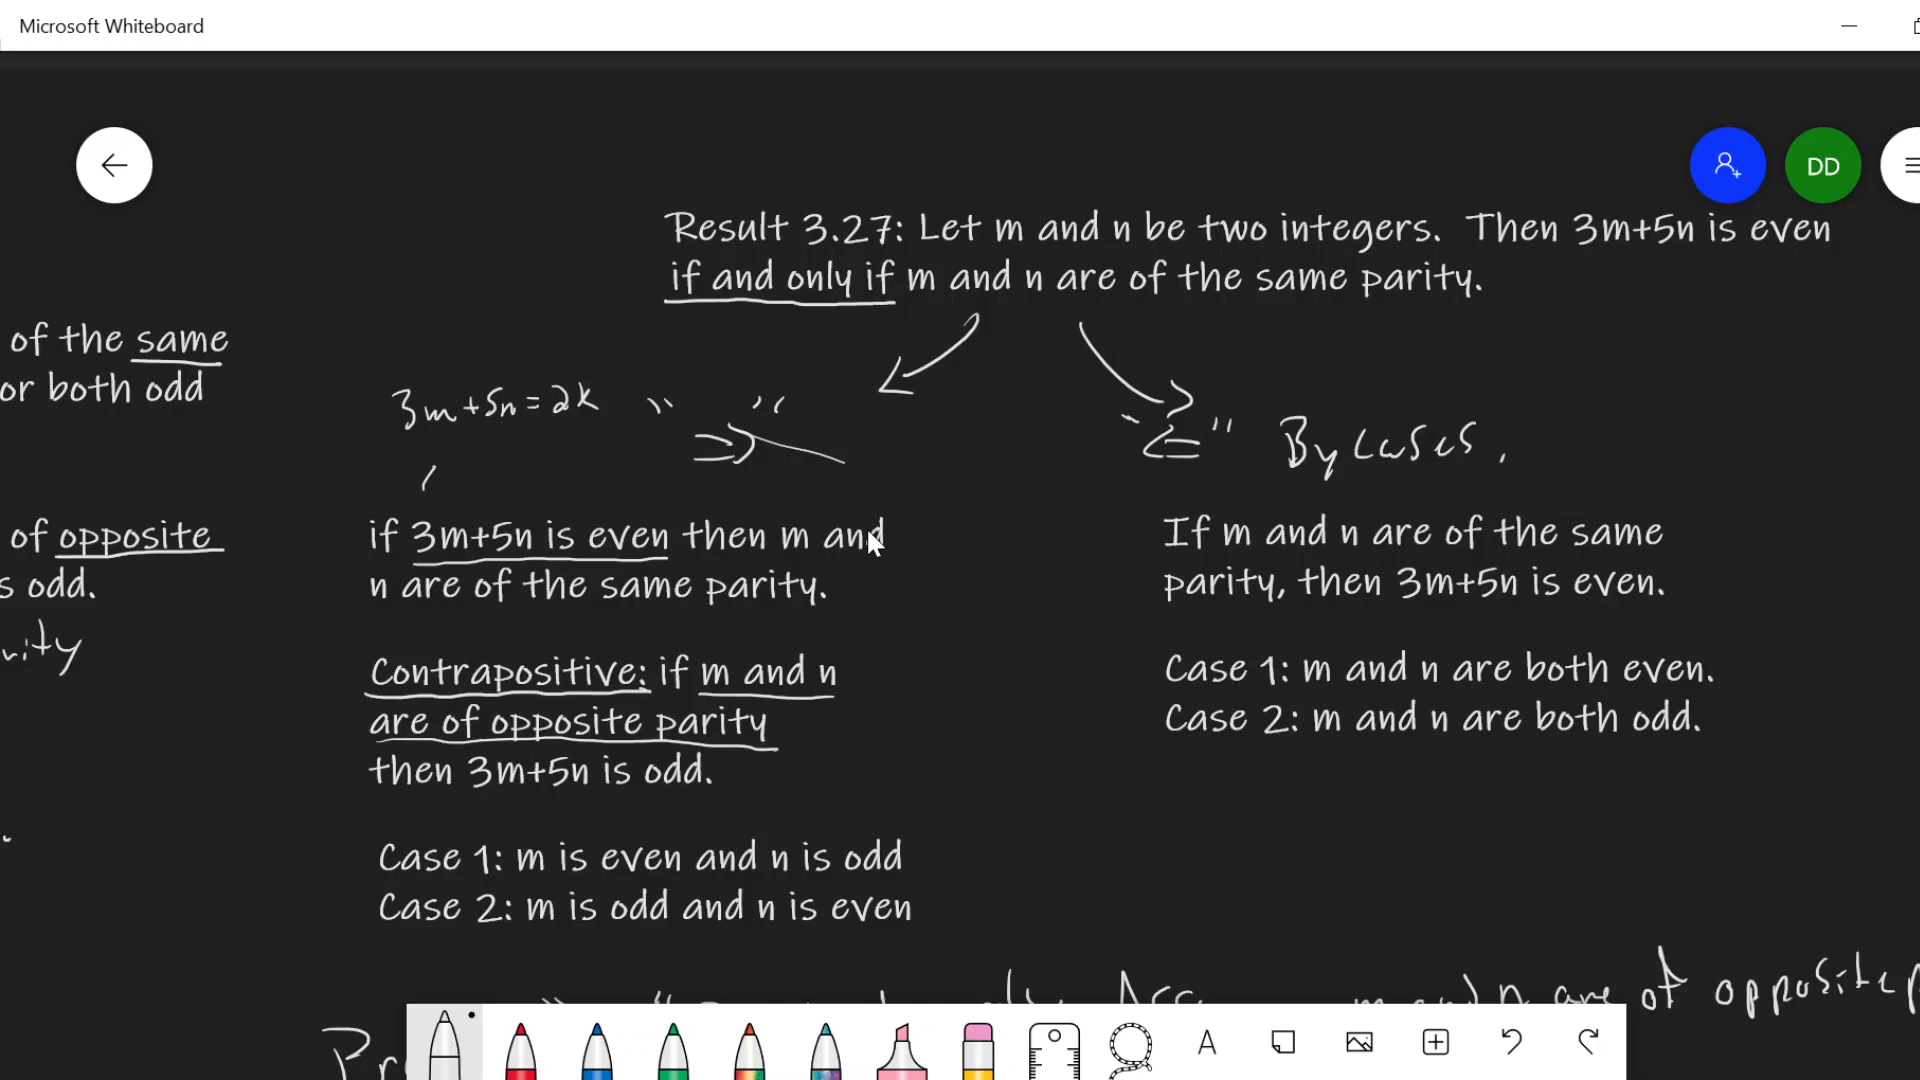 Microsoft Whiteboard
DD
Result 3.27: Let m and n be two integers. Then 3m+5n is even
if and only if m and n are of the same parity.
of the same
or both odd
3m+5n=2k " "
⇒
"⇐" By cases.
of opposite
s odd.
rity
if 3m+5n is even then m and
n are of the same parity.
Contrapositive: if m and n
are of opposite parity
then 3m+5n is odd.
Case 1: m is even and n is odd
Case 2: m is odd and n is even
If m and n are of the same
parity, then 3m+5n is even.
Case 1: m and n are both even.
Case 2: m and n are both odd.
m and n are of opposite p
Pr
A